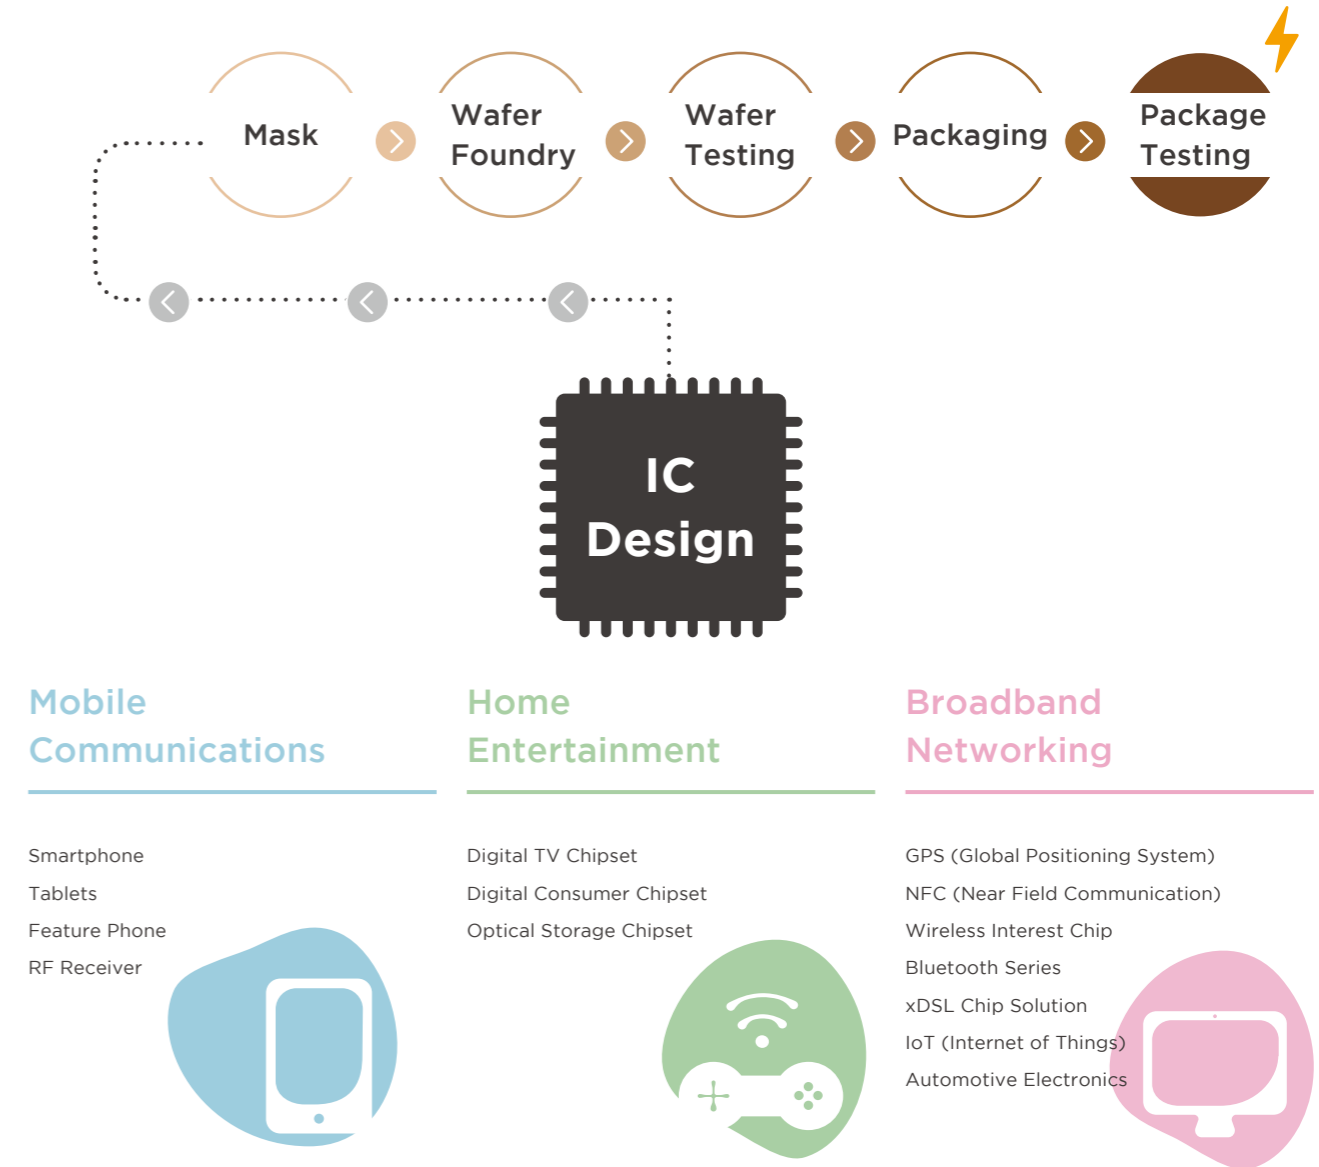 Mask
Wafer
Foundry
Wafer
Testing
Packaging
Package
Testing
IC
Design
Mobile
Communications
Smartphone
Tablets
Feature Phone
RF Receiver
Home
Entertainment
Digital TV Chipset
Digital Consumer Chipset
Optical Storage Chipset
Broadband
Networking
GPS (Global Positioning System)
NFC (Near Field Communication)
Wireless Interest Chip
Bluetooth Series
xDSL Chip Solution
IoT (Internet of Things)
Automotive Electronics